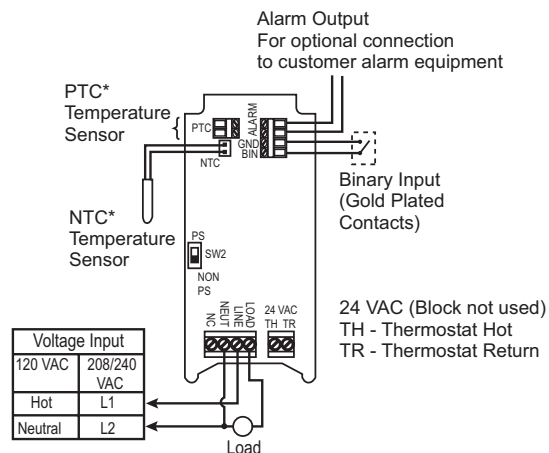 Alarm Output
For optional connection
to customer alarm equipment
PTC*
Temperature
Sensor
PTC
ALARM
GND
BIN
NTC
Binary Input
(Gold Plated
Contacts)
NTC*
Temperature
Sensor
PS
SW2
NON
PS
NC
NEUT
LINE
LOAD
24 VAC
TH TR
24 VAC (Block not used)
TH - Thermostat Hot
TR - Thermostat Return
Voltage Input
120 VAC 208/240
VAC
Hot L1
Neutral L2
Load